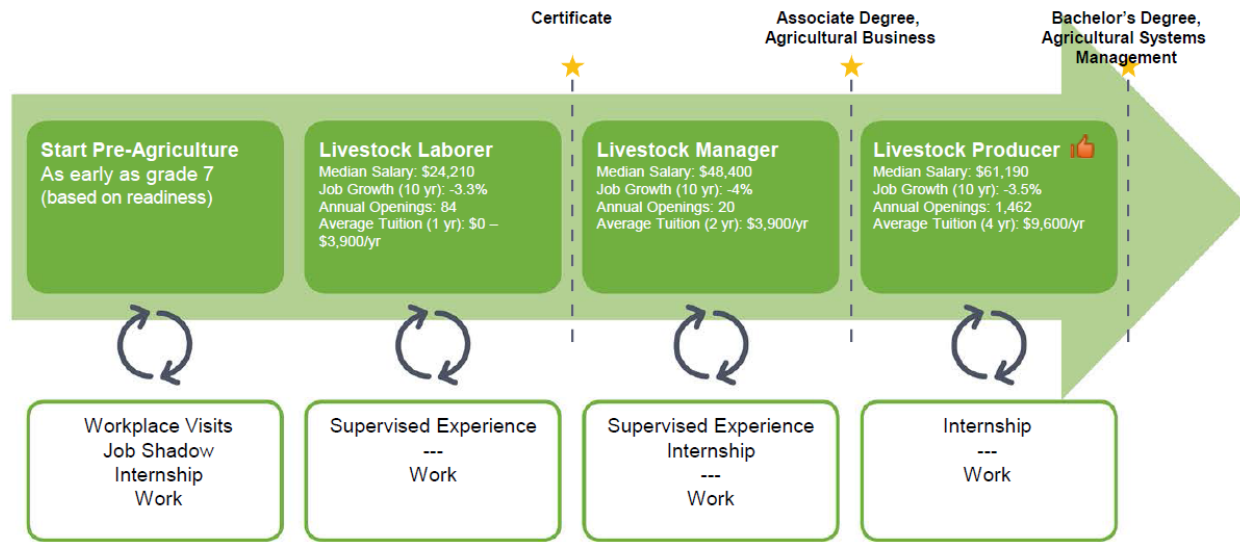 Certificate
Associate Degree,
Agricultural Business
Bachelor's Degree,
Agricultural Systems
Management
Start Pre-Agriculture
As early as grade 7
(based on readiness)
Livestock Laborer
Median Salary: $24,210
Job Growth (10 yr): -3.3%
Annual Openings: 84
Average Tuition (1 yr): $0 –
$3,900/yr
Livestock Manager
Median Salary: $48,400
Job Growth (10 yr): -4%
Annual Openings: 20
Average Tuition (2 yr): $3,900/yr
Livestock Producer
Median Salary: $61,190
Job Growth (10 yr): -3.5%
Annual Openings: 1,462
Average Tuition (4 yr): $9,600/yr
Workplace Visits
Job Shadow
Internship
Work
Supervised Experience
---
Work
Supervised Experience
Internship
---
Work
Internship
---
Work